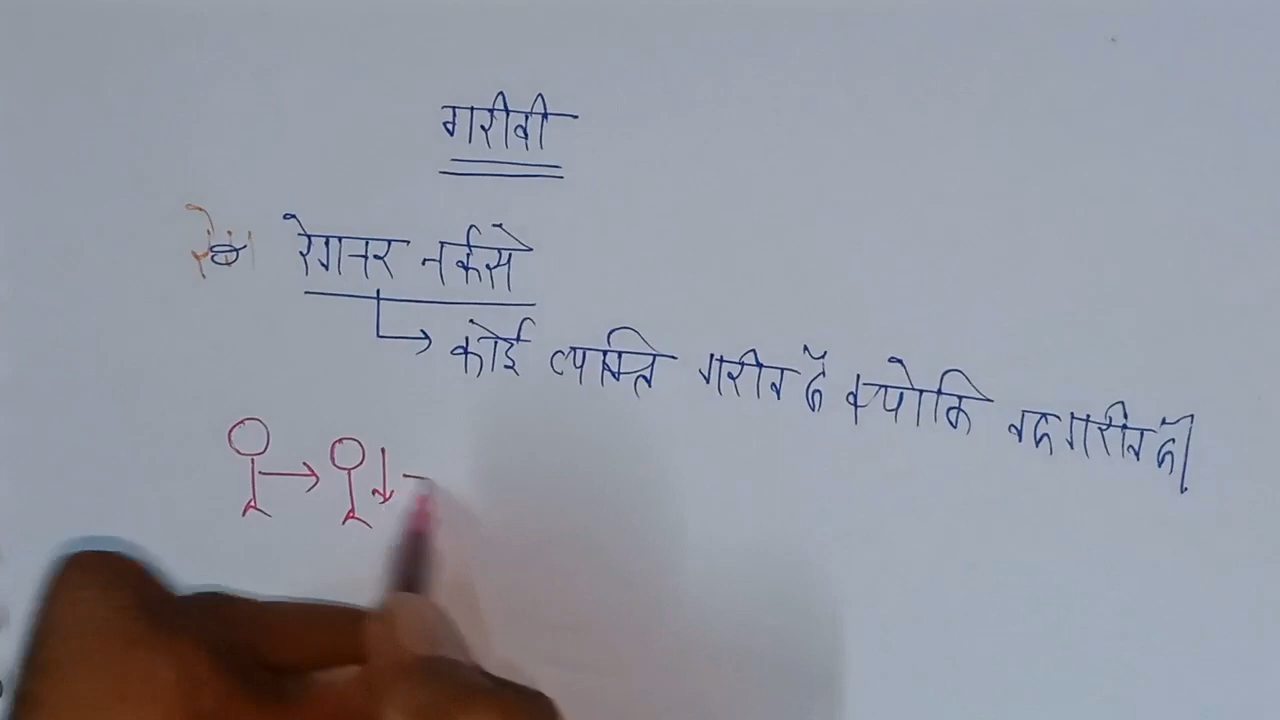 गरीबी
रेगनर नर्कसे
कोई व्यक्ति गरीब है क्योकि वह गरीब है।